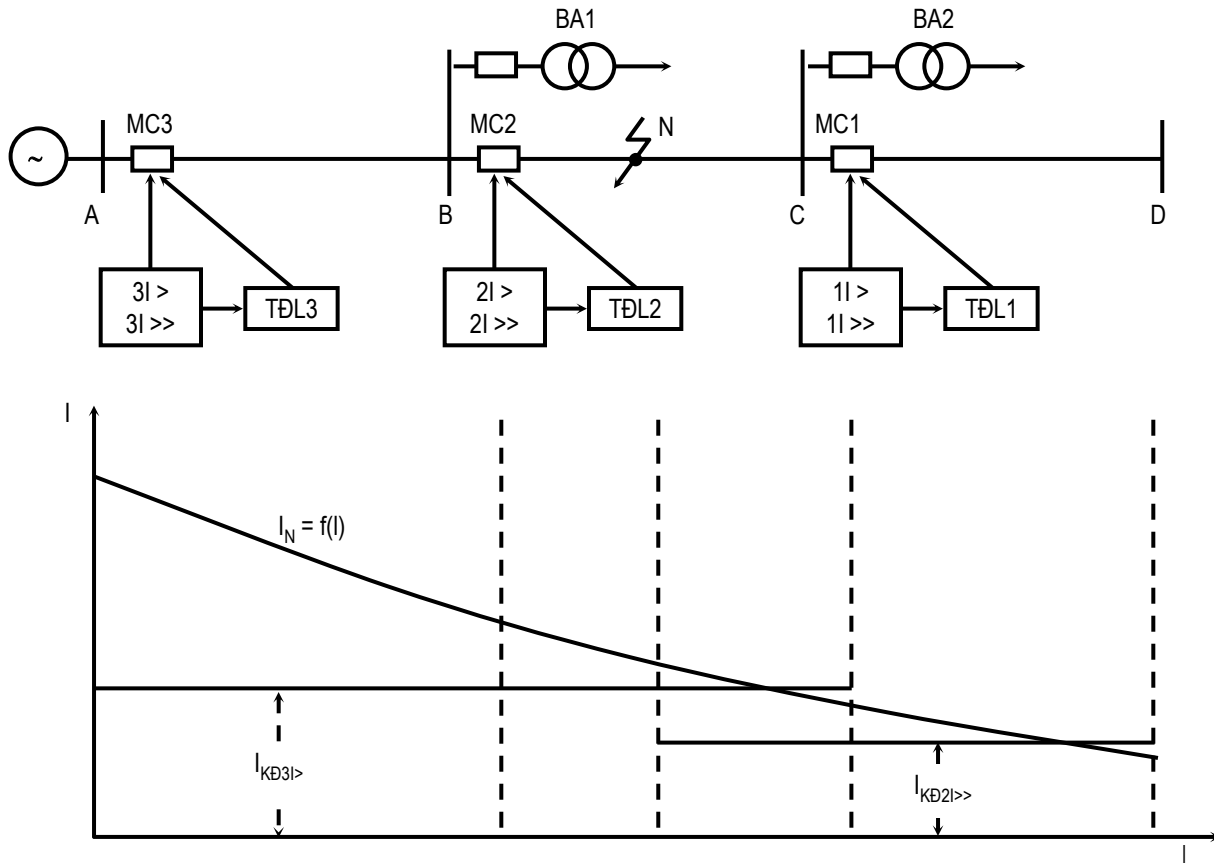 BA1
BA2
MC3
MC2
N
MC1
~
A
B
C
D
3I >
3I >>
TĐL3
2I >
2I >>
TĐL2
1I >
1I >>
TĐL1
I
I_N = f(l)
I_KĐ3I>
I_KĐ2I>>
l